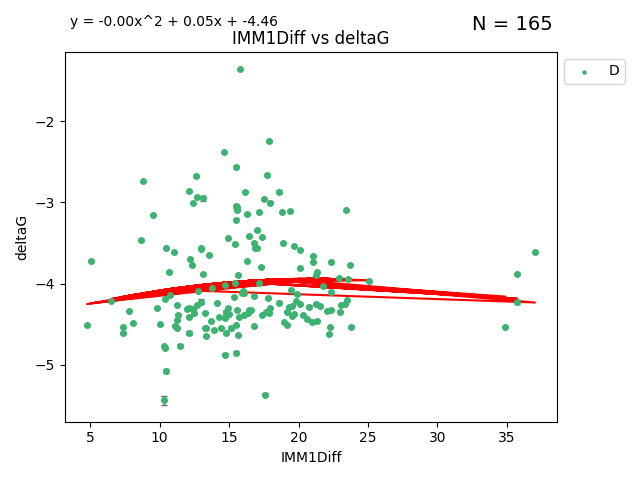 y = -0.00x^2 + 0.05x + -4.46
N = 165
IMM1Diff vs deltaG
D
−2
−3
−4
−5
deltaG
5 10 15 20 25 30 35
IMM1Diff